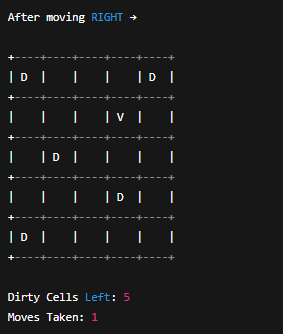 After moving RIGHT →
+----+----+----+----+----+
| D  |    |    |    | D  |
+----+----+----+----+----+
|    |    |    | V  |    |
+----+----+----+----+----+
|    | D  |    |    |    |
+----+----+----+----+----+
|    |    |    | D  |    |
+----+----+----+----+----+
| D  |    |    |    |    |
+----+----+----+----+----+
Dirty Cells Left: 5
Moves Taken: 1